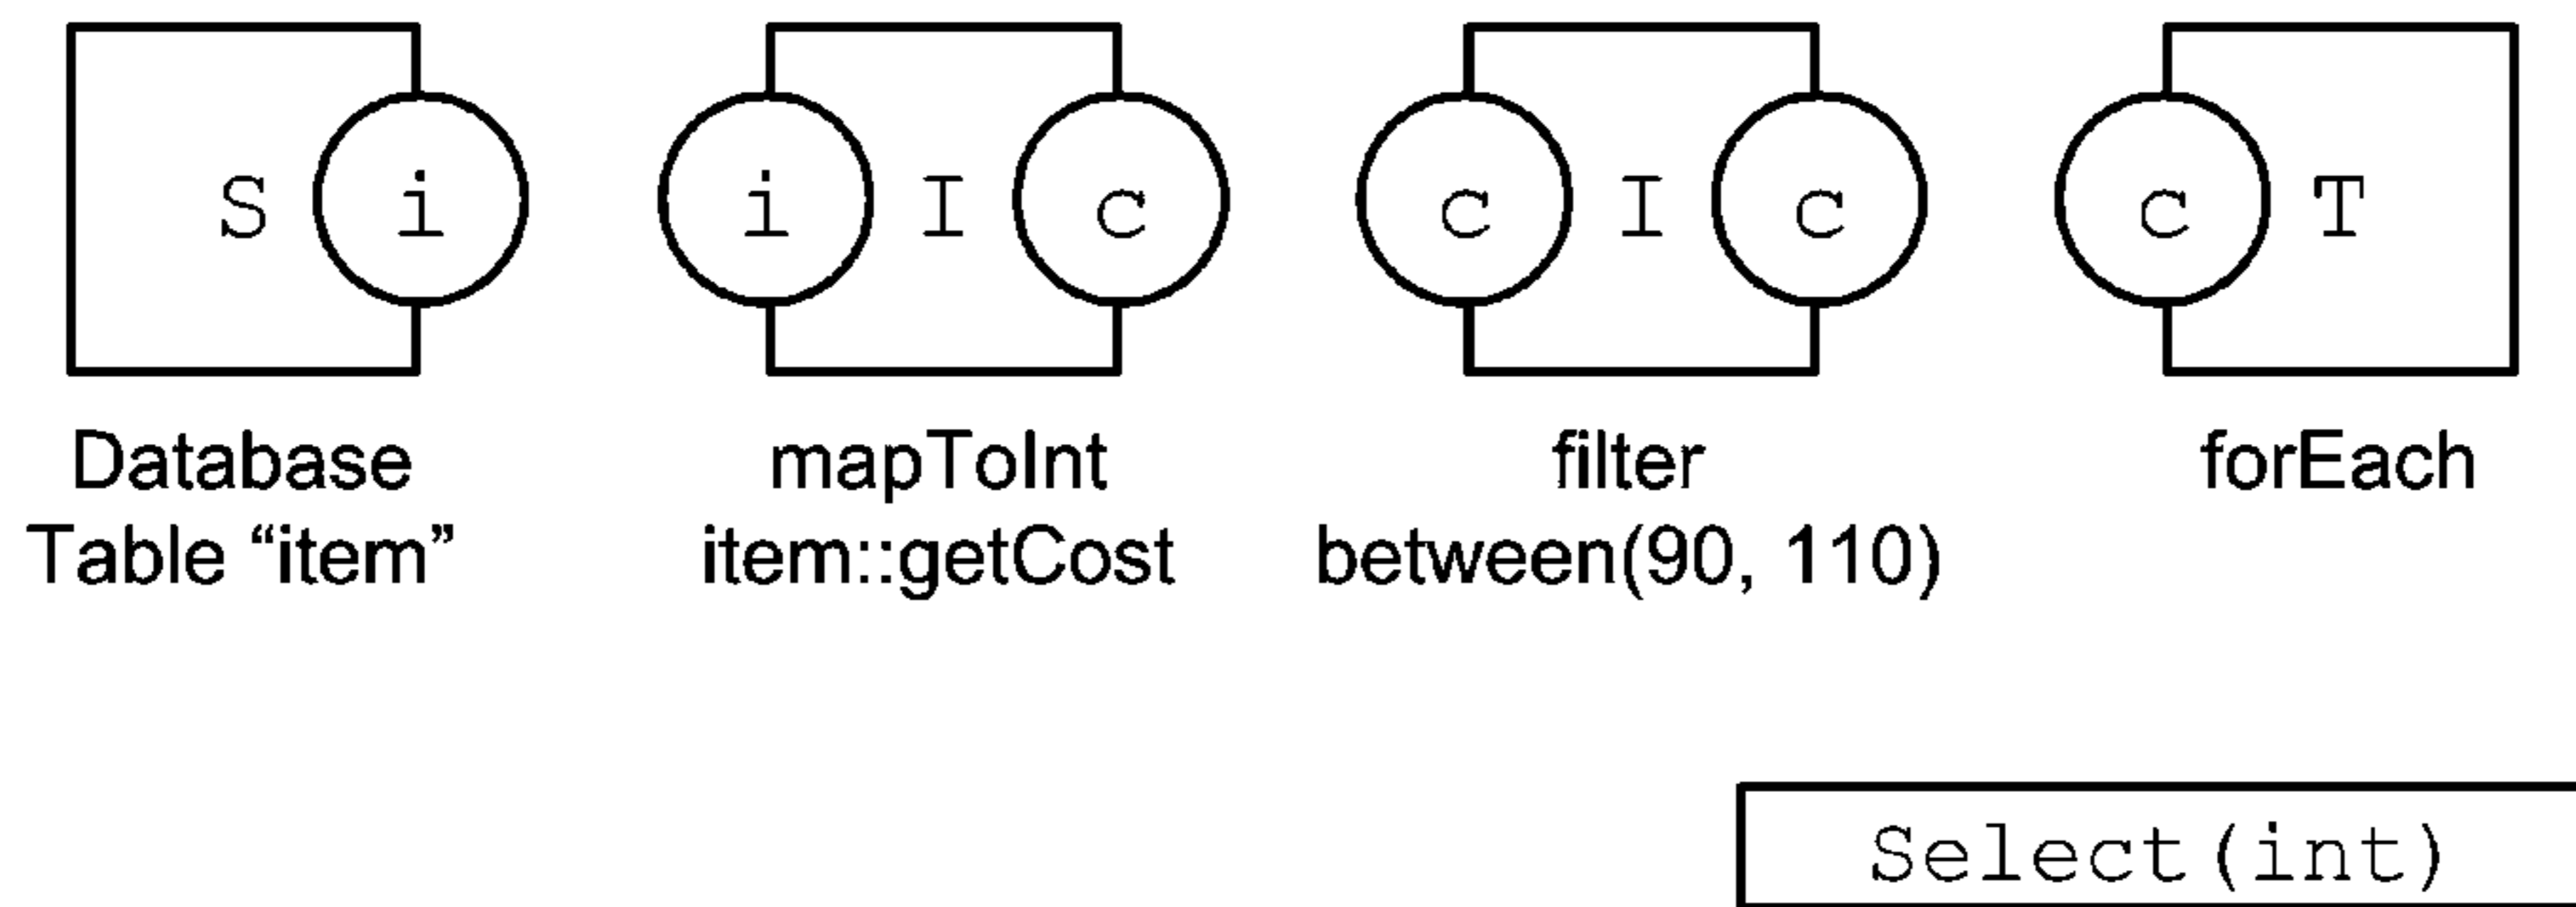 S i i I c c I c c T
Database mapToInt filter forEach
Table “item” item::getCost between(90, 110)
Select(int)